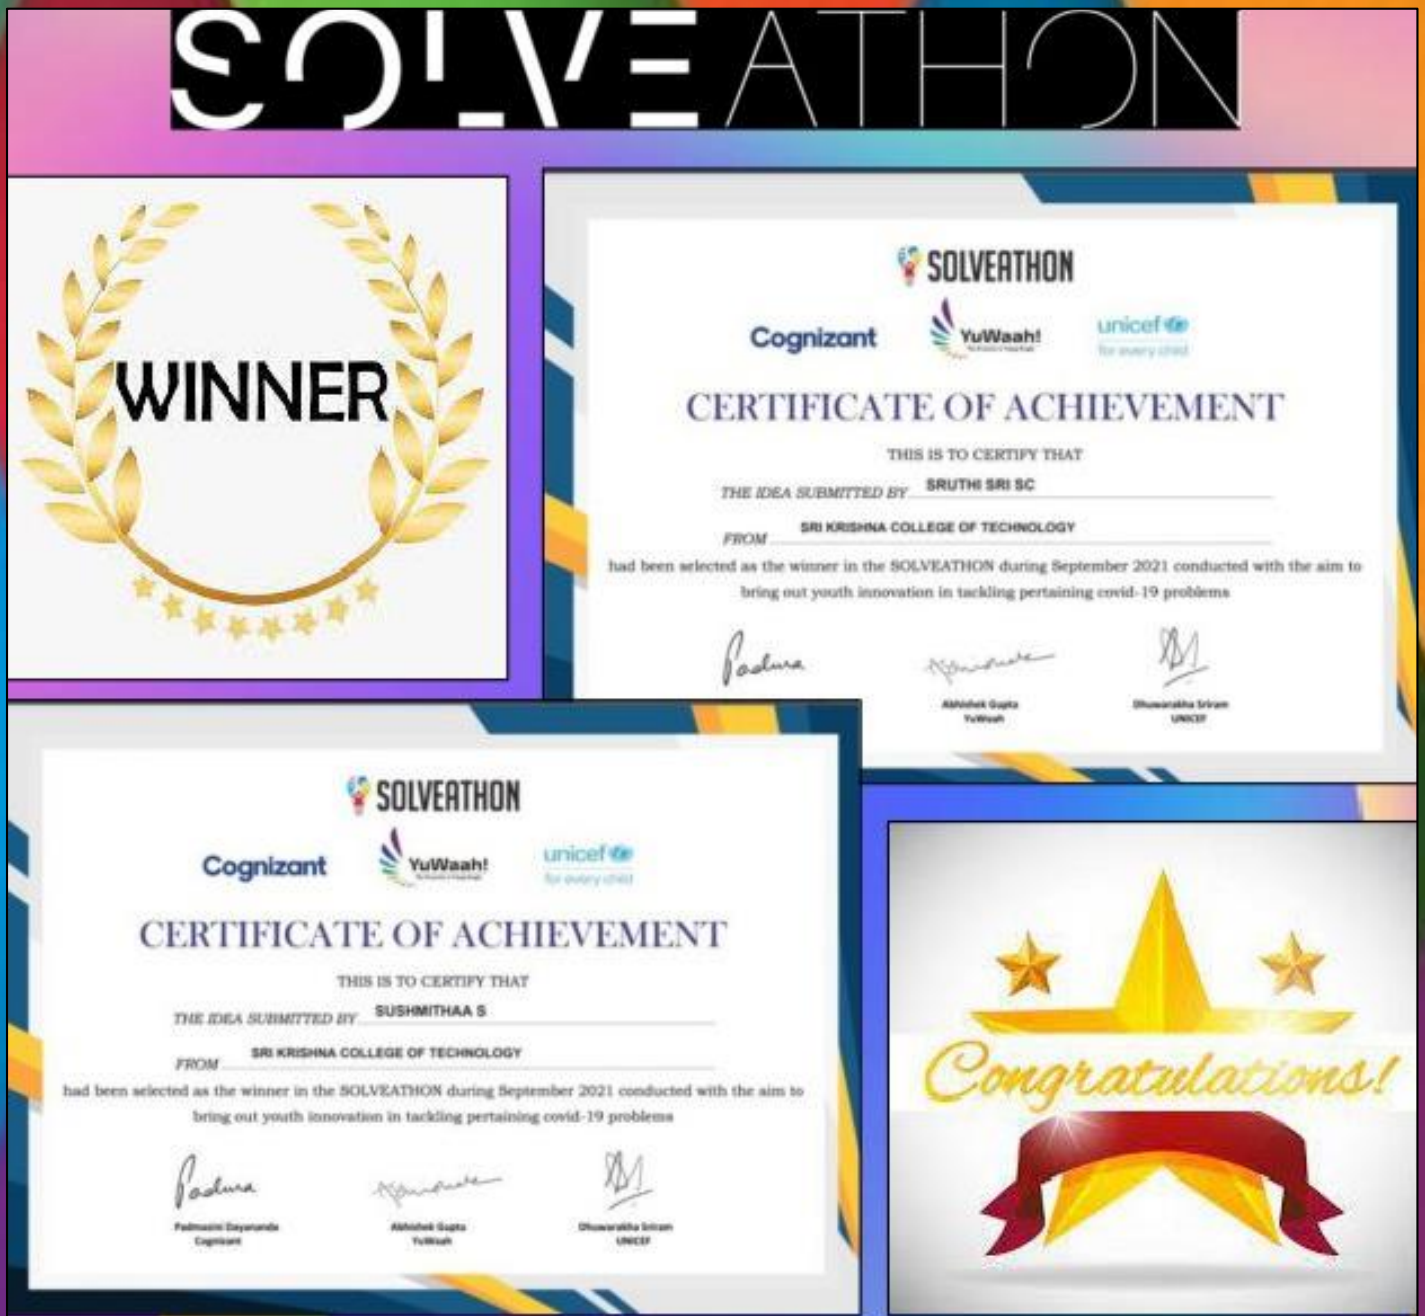 SOLVEATHON
WINNER
SOLVEATHON
Cognizant
YuWaah!
unicef
for every child
CERTIFICATE OF ACHIEVEMENT
THIS IS TO CERTIFY THAT
THE IDEA SUBMITTED BY SRUTHI SRI SC
FROM SRI KRISHNA COLLEGE OF TECHNOLOGY
had been selected as the winner in the SOLVEATHON during September 2021 conducted with the aim to
bring out youth innovation in tackling pertaining covid-19 problems
Abhishek Gupta
YuWaah
Dhuwarakha Sriram
UNICEF
SOLVEATHON
Cognizant
YuWaah!
unicef
for every child
CERTIFICATE OF ACHIEVEMENT
THIS IS TO CERTIFY THAT
THE IDEA SUBMITTED BY SUSHMITHAA S
FROM SRI KRISHNA COLLEGE OF TECHNOLOGY
had been selected as the winner in the SOLVEATHON during September 2021 conducted with the aim to
bring out youth innovation in tackling pertaining covid-19 problems
Padmasini Dayananda
Cognizant
Abhishek Gupta
YuWaah
Dhuwarakha Sriram
UNICEF
Congratulations!